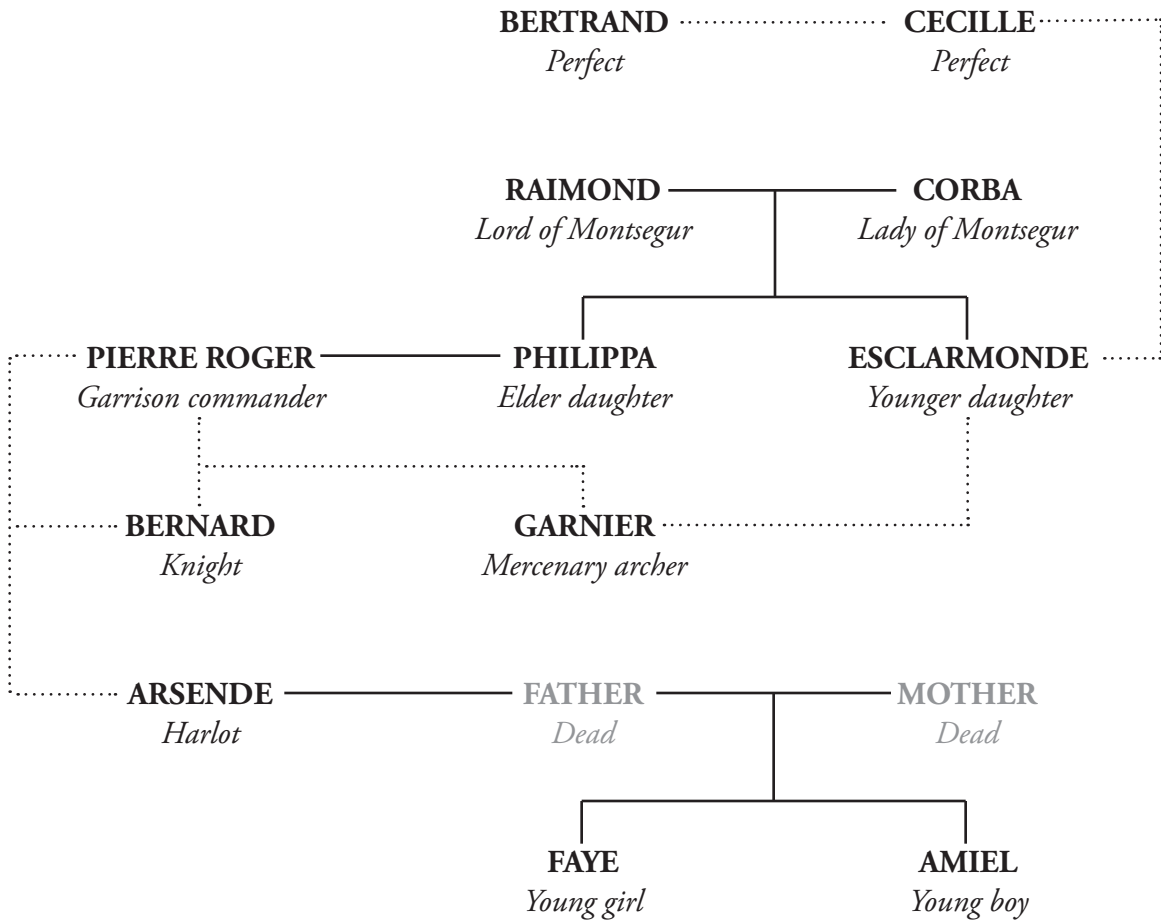 BERTRAND CECILLE
Perfect Perfect
RAIMOND CORBA
Lord of Montsegur Lady of Montsegur
PIERRE ROGER PHILIPPA ESCLARMONDE
Garrison commander Elder daughter Younger daughter
BERNARD GARNIER
Knight Mercenary archer
ARSENDE FATHER MOTHER
Harlot Dead Dead
FAYE AMIEL
Young girl Young boy